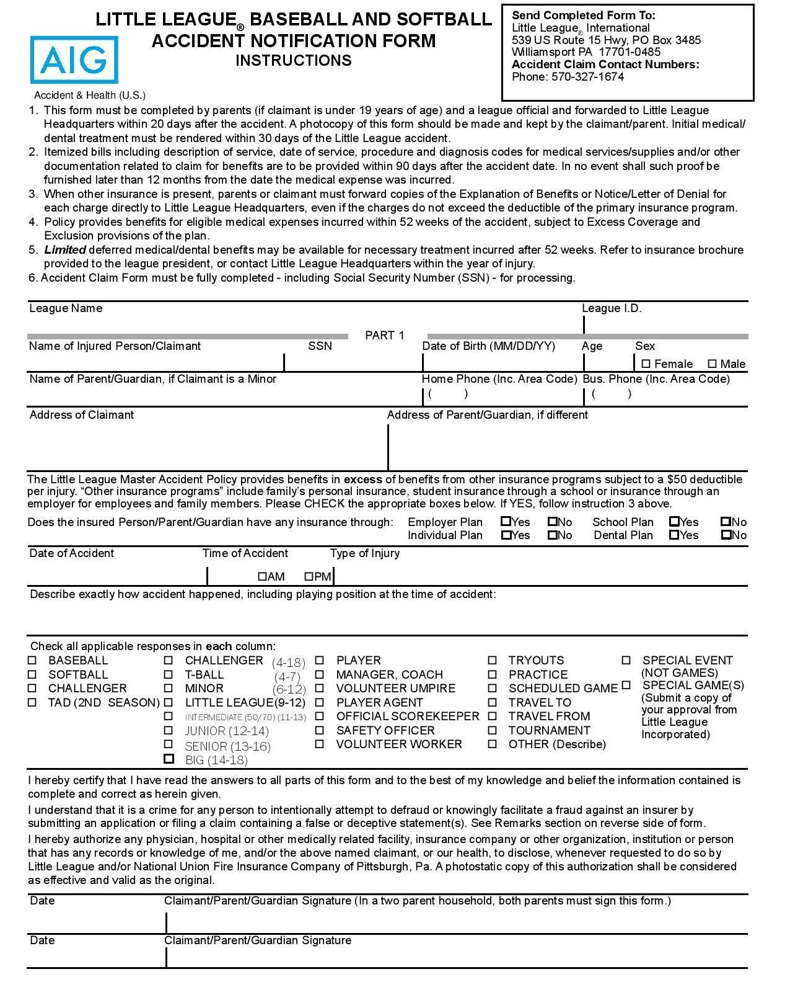 LITTLE LEAGUE® BASEBALL AND SOFTBALL
ACCIDENT NOTIFICATION FORM
INSTRUCTIONS
AIG
Accident & Health (U.S.)
Send Completed Form To:
Little League® International
539 US Route 15 Hwy, PO Box 3485
Williamsport PA 17701-0485
Accident Claim Contact Numbers:
Phone: 570-327-1674
1. This form must be completed by parents (if claimant is under 19 years of age) and a league official and forwarded to Little League
Headquarters within 20 days after the accident. A photocopy of this form should be made and kept by the claimant/parent. Initial medical/
dental treatment must be rendered within 30 days of the Little League accident.
2. Itemized bills including description of service, date of service, procedure and diagnosis codes for medical services/supplies and/or other
documentation related to claim for benefits are to be provided within 90 days after the accident date. In no event shall such proof be
furnished later than 12 months from the date the medical expense was incurred.
3. When other insurance is present, parents or claimant must forward copies of the Explanation of Benefits or Notice/Letter of Denial for
each charge directly to Little League Headquarters, even if the charges do not exceed the deductible of the primary insurance program.
4. Policy provides benefits for eligible medical expenses incurred within 52 weeks of the accident, subject to Excess Coverage and
Exclusion provisions of the plan.
5. Limited deferred medical/dental benefits may be available for necessary treatment incurred after 52 weeks. Refer to insurance brochure
provided to the league president, or contact Little League Headquarters within the year of injury.
6. Accident Claim Form must be fully completed - including Social Security Number (SSN) - for processing.
League Name League I.D.
PART 1
Name of Injured Person/Claimant SSN Date of Birth (MM/DD/YY) Age Sex
☐ Female ☐ Male
Name of Parent/Guardian, if Claimant is a Minor Home Phone (Inc. Area Code) Bus. Phone (Inc. Area Code)
( ) ( )
Address of Claimant Address of Parent/Guardian, if different
The Little League Master Accident Policy provides benefits in excess of benefits from other insurance programs subject to a $50 deductible
per injury. “Other insurance programs” include family’s personal insurance, student insurance through a school or insurance through an
employer for employees and family members. Please CHECK the appropriate boxes below. If YES, follow instruction 3 above.
Does the insured Person/Parent/Guardian have any insurance through: Employer Plan ☐Yes ☐No School Plan ☐Yes ☐No
Individual Plan ☐Yes ☐No Dental Plan ☐Yes ☐No
Date of Accident Time of Accident Type of Injury
☐AM ☐PM
Describe exactly how accident happened, including playing position at the time of accident:
Check all applicable responses in each column:
☐ BASEBALL
☐ SOFTBALL
☐ CHALLENGER
☐ TAD (2ND SEASON)
☐ CHALLENGER (4-18)
☐ T-BALL (4-7)
☐ MINOR (6-12)
☐ LITTLE LEAGUE(9-12)
☐ INTERMEDIATE (50/70) (11-13)
☐ JUNIOR (12-14)
☐ SENIOR (13-16)
☐ BIG (14-18)
☐ PLAYER
☐ MANAGER, COACH
☐ VOLUNTEER UMPIRE
☐ PLAYER AGENT
☐ OFFICIAL SCOREKEEPER
☐ SAFETY OFFICER
☐ VOLUNTEER WORKER
☐ TRYOUTS
☐ PRACTICE
☐ SCHEDULED GAME
☐ TRAVEL TO
☐ TRAVEL FROM
☐ TOURNAMENT
☐ OTHER (Describe)
☐ SPECIAL EVENT
(NOT GAMES)
☐ SPECIAL GAME(S)
(Submit a copy of
your approval from
Little League
Incorporated)
I hereby certify that I have read the answers to all parts of this form and to the best of my knowledge and belief the information contained is
complete and correct as herein given.
I understand that it is a crime for any person to intentionally attempt to defraud or knowingly facilitate a fraud against an insurer by
submitting an application or filing a claim containing a false or deceptive statement(s). See Remarks section on reverse side of form.
I hereby authorize any physician, hospital or other medically related facility, insurance company or other organization, institution or person
that has any records or knowledge of me, and/or the above named claimant, or our health, to disclose, whenever requested to do so by
Little League and/or National Union Fire Insurance Company of Pittsburgh, Pa. A photostatic copy of this authorization shall be considered
as effective and valid as the original.
Date Claimant/Parent/Guardian Signature (In a two parent household, both parents must sign this form.)
Date Claimant/Parent/Guardian Signature